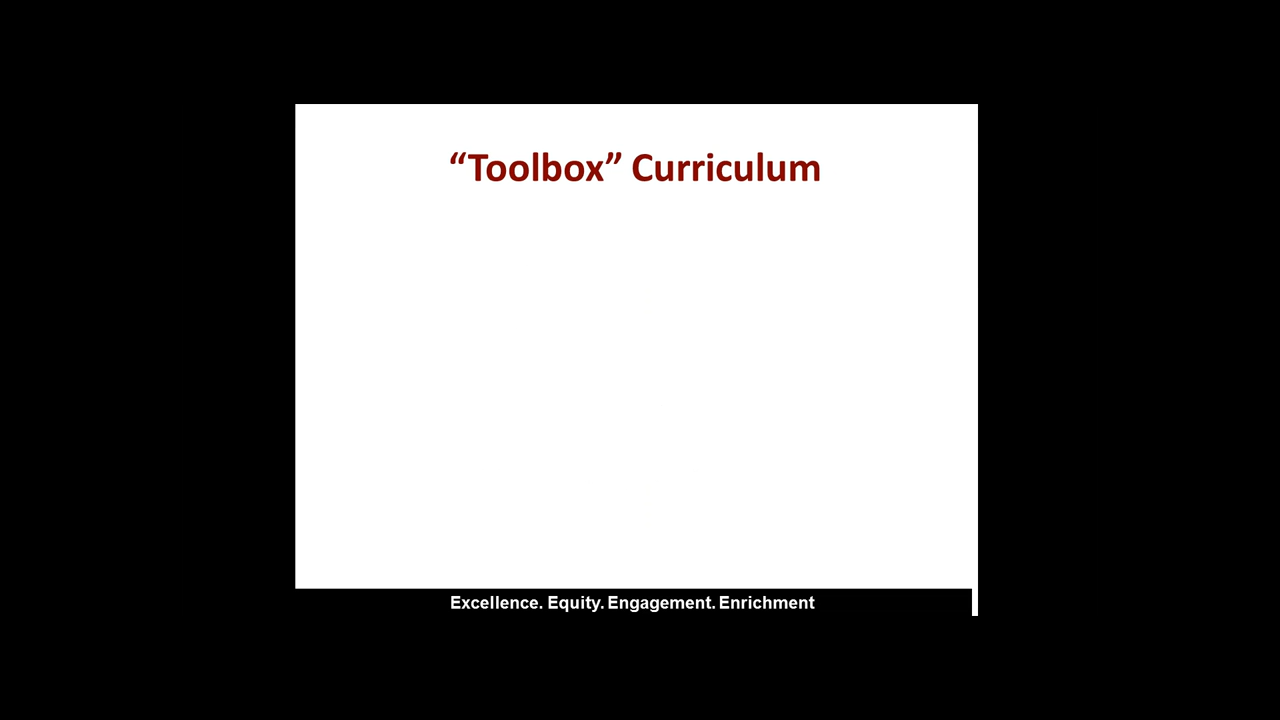 “Toolbox” Curriculum
Excellence. Equity. Engagement. Enrichment